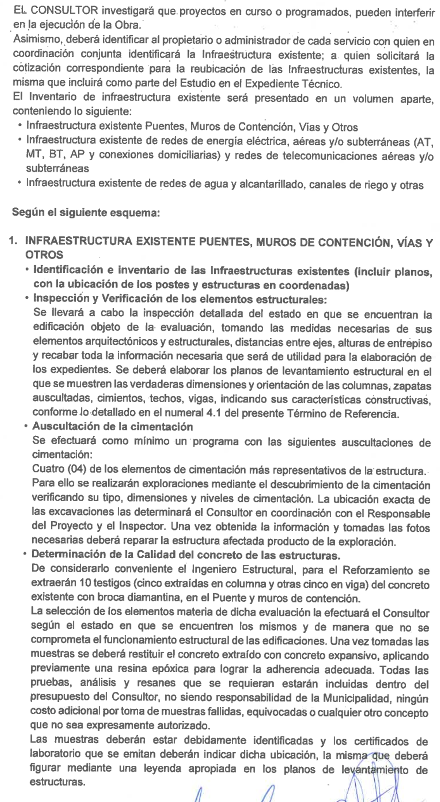 EL CONSULTOR investigará que proyectos en curso o programados, pueden interferir
en la ejecución de la Obra.
Asimismo, deberá identificar al propietario o administrador de cada servicio con quien en
coordinación conjunta identificará la Infraestructura existente; a quien solicitará la
cotización correspondiente para la reubicación de las Infraestructuras existentes, la
misma que incluirá como parte del Estudio en el Expediente Técnico.
El Inventario de infraestructura existente será presentado en un volumen aparte,
conteniendo lo siguiente:
• Infraestructura existente Puentes, Muros de Contención, Vías y Otros
• Infraestructura existente de redes de energía eléctrica, aéreas y/o subterráneas (AT,
MT, BT, AP y conexiones domiciliarias) y redes de telecomunicaciones aéreas y/o
subterráneas
• Infraestructura existente de redes de agua y alcantarillado, canales de riego y otras
Según el siguiente esquema:
1. INFRAESTRUCTURA EXISTENTE PUENTES, MUROS DE CONTENCIÓN, VÍAS Y
OTROS
• Identificación e inventario de las Infraestructuras existentes (incluir planos,
con la ubicación de los postes y estructuras en coordenadas)
• Inspección y Verificación de los elementos estructurales:
Se llevará a cabo la inspección detallada del estado en que se encuentran la
edificación objeto de la evaluación, tomando las medidas necesarias de sus
elementos arquitectónicos y estructurales, distancias entre ejes, alturas de entrepiso
y recabar toda la información necesaria que será de utilidad para la elaboración de
los expedientes. Se deberá elaborar los planos de levantamiento estructural en el
que se muestren las verdaderas dimensiones y orientación de las columnas, zapatas
auscultadas, cimientos, techos, vigas, indicando sus características constructivas,
conforme lo detallado en el numeral 4.1 del presente Término de Referencia.
• Auscultación de la cimentación
Se efectuará como mínimo un programa con las siguientes auscultaciones de
cimentación:
Cuatro (04) de los elementos de cimentación más representativos de la estructura.
Para ello se realizarán exploraciones mediante el descubrimiento de la cimentación
verificando su tipo, dimensiones y niveles de cimentación. La ubicación exacta de
las excavaciones las determinará el Consultor en coordinación con el Responsable
del Proyecto y el Inspector. Una vez obtenida la información y tomadas las fotos
necesarias deberá reparar la estructura afectada producto de la exploración.
• Determinación de la Calidad del concreto de las estructuras.
De considerarlo conveniente el Ingeniero Estructural, para el Reforzamiento se
extraerán 10 testigos (cinco extraídas en columna y otras cinco en viga) del concreto
existente con broca diamantina, en el Puente y muros de contención.
La selección de los elementos materia de dicha evaluación la efectuará el Consultor
según el estado en que se encuentren los mismos y de manera que no se
comprometa el funcionamiento estructural de las edificaciones. Una vez tomadas las
muestras se deberá restituir el concreto extraído con concreto expansivo, aplicando
previamente una resina epóxica para lograr la adherencia adecuada. Todas las
pruebas, análisis y resanes que se requieran estarán incluidas dentro del
presupuesto del Consultor, no siendo responsabilidad de la Municipalidad, ningún
costo adicional por toma de muestras fallidas, equivocadas o cualquier otro concepto
que no sea expresamente autorizado.
Las muestras deberán estar debidamente identificadas y los certificados de
laboratorio que se emitan deberán indicar dicha ubicación, la misma que deberá
figurar mediante una leyenda apropiada en los planos de levantamiento de
estructuras.